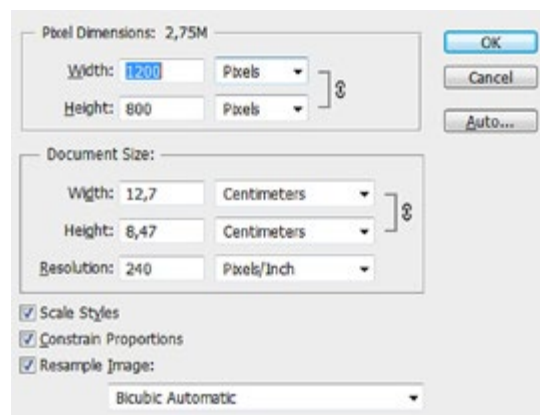 Pixel Dimensions: 2,75M
OK
Width: 1200 Pixels
Cancel
Height: 800 Pixels
Auto...
Document Size:
Width: 12,7 Centimeters
Height: 8,47 Centimeters
Resolution: 240 Pixels/Inch
Scale Styles
Constrain Proportions
Resample Image:
Bicubic Automatic